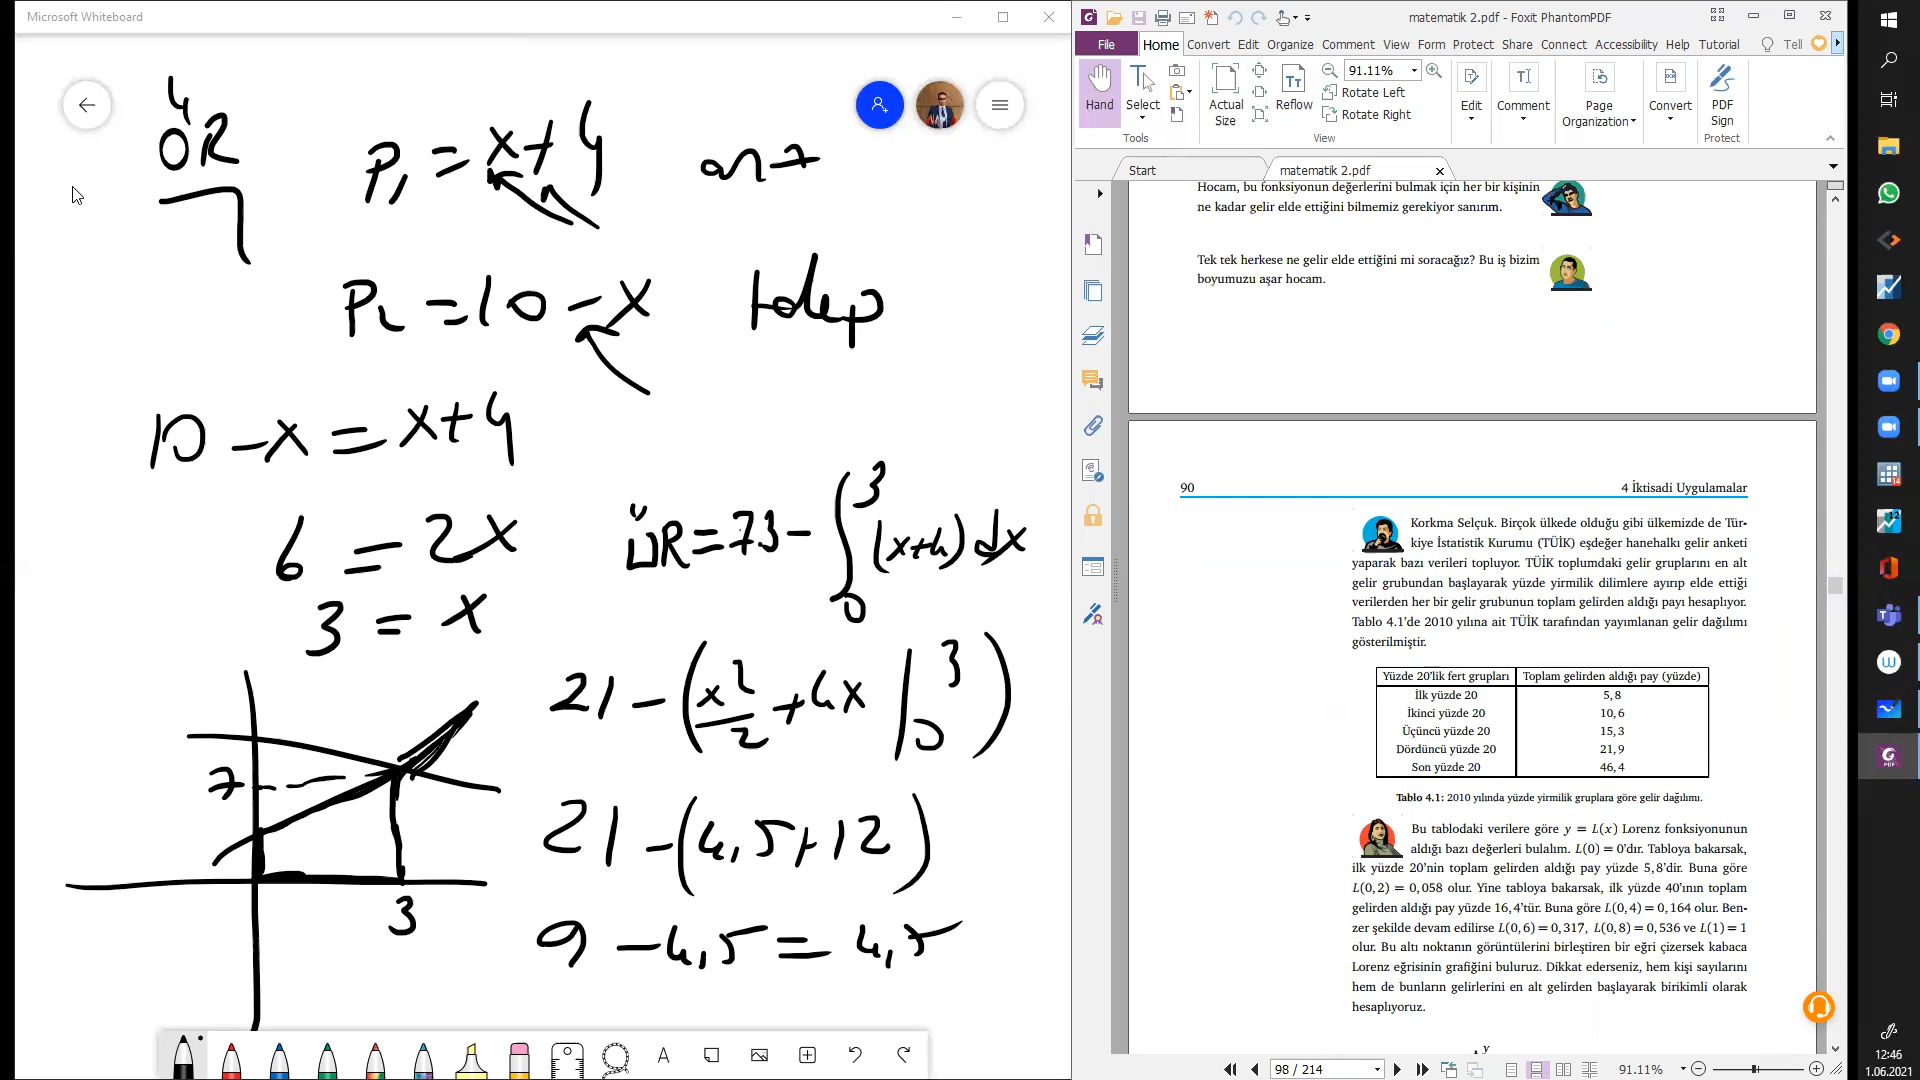 Microsoft Whiteboard
4
ÖR
P₁ = x+4 arz
P₂ = 10 - x talep
10 - x = x+4
6 = 2x
3 = x
ÜR = 7.3 - ∫₀³ (x+4) dx
21 - (x²/2 + 4x |₀³)
21 - (4,5+12)
9 - 4,5 = 4,5
7
3
matematik 2.pdf - Foxit PhantomPDF
File Home Convert Edit Organize Comment View Form Protect Share Connect Accessibility Help Tutorial Tell
Hand Select Actual Size Reflow 91.11% Rotate Left Rotate Right Edit Comment Page Organization Convert PDF Sign
Tools View Protect
Start matematik 2.pdf
Hocam, bu fonksiyonun değerlerini bulmak için her bir kişinin
ne kadar gelir elde ettiğini bilmemiz gerekiyor sanırım.
Tek tek herkese ne gelir elde ettiğini mi soracağız? Bu iş bizim
boyumuzu aşar hocam.
90 4 İktisadi Uygulamalar
Korkma Selçuk. Birçok ülkede olduğu gibi ülkemizde de Tür-
kiye İstatistik Kurumu (TÜİK) eşdeğer hanehalkı gelir anketi
yaparak bazı verileri topluyor. TÜİK toplumdaki gelir gruplarını en alt
gelir grubundan başlayarak yüzde yirmilik dilimlere ayırıp elde ettiği
verilerden her bir gelir grubunun toplam gelirden aldığı payı hesaplıyor.
Tablo 4.1'de 2010 yılına ait TÜİK tarafından yayımlanan gelir dağılımı
gösterilmiştir.
Yüzde 20'lik fert grupları Toplam gelirden aldığı pay (yüzde)
İlk yüzde 20 5,8
İkinci yüzde 20 10,6
Üçüncü yüzde 20 15,3
Dördüncü yüzde 20 21,9
Son yüzde 20 46,4
Tablo 4.1: 2010 yılında yüzde yirmilik gruplara göre gelir dağılımı.
Bu tablodaki verilere göre y = L(x) Lorenz fonksiyonunun
aldığı bazı değerleri bulalım. L(0) = 0'dır. Tabloya bakarsak,
ilk yüzde 20'nin toplam gelirden aldığı pay yüzde 5,8'dir. Buna göre
L(0,2) = 0,058 olur. Yine tabloya bakarsak, ilk yüzde 40'ının toplam
gelirden aldığı pay yüzde 16,4'tür. Buna göre L(0,4) = 0,164 olur. Ben-
zer şekilde devam edilirse L(0,6) = 0,317, L(0,8) = 0,536 ve L(1) = 1
olur. Bu altı noktanın görüntülerini birleştiren bir eğri çizersek kabaca
Lorenz eğrisinin grafiğini buluruz. Dikkat ederseniz, hem kişi sayılarını
hem de bunların gelirlerini en alt gelirden başlayarak birikimli olarak
hesaplıyoruz.
y
98 / 214 91.11%
12:46
1.06.2021